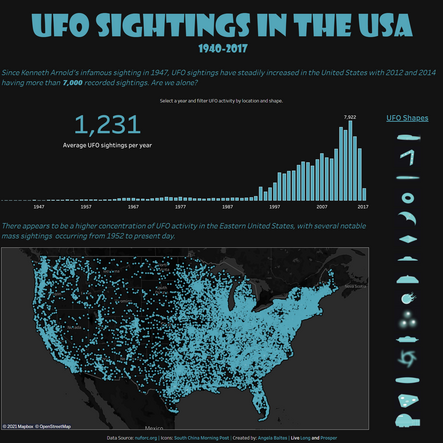 UFO SIGHTINGS IN THE USA
1940-2017
Since Kenneth Arnold's infamous sighting in 1947, UFO sightings have steadily increased in the United States with 2012 and 2014
having more than 7,000 recorded sightings. Are we alone?
Select a year and filter UFO activity by location and shape.
1,231
Average UFO sightings per year
7,922
UFO Shapes
1947 1957 1967 1977 1987 1997 2007 2017
There appears to be a higher concentration of UFO activity in the Eastern United States, with several notable
mass sightings occurring from 1952 to present day.
Mexico
© 2021 Mapbox © OpenStreetMap
Data Source: nuforc.org | Icons: South China Morning Post | Created by: Angela Baltes | Live Long and Prosper